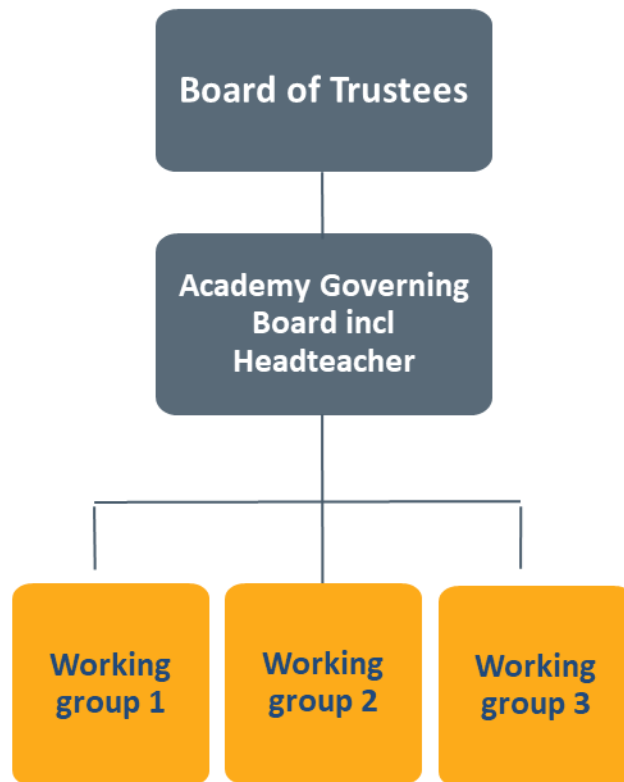 Board of Trustees
Academy Governing
Board incl
Headteacher
Working
group 1
Working
group 2
Working
group 3